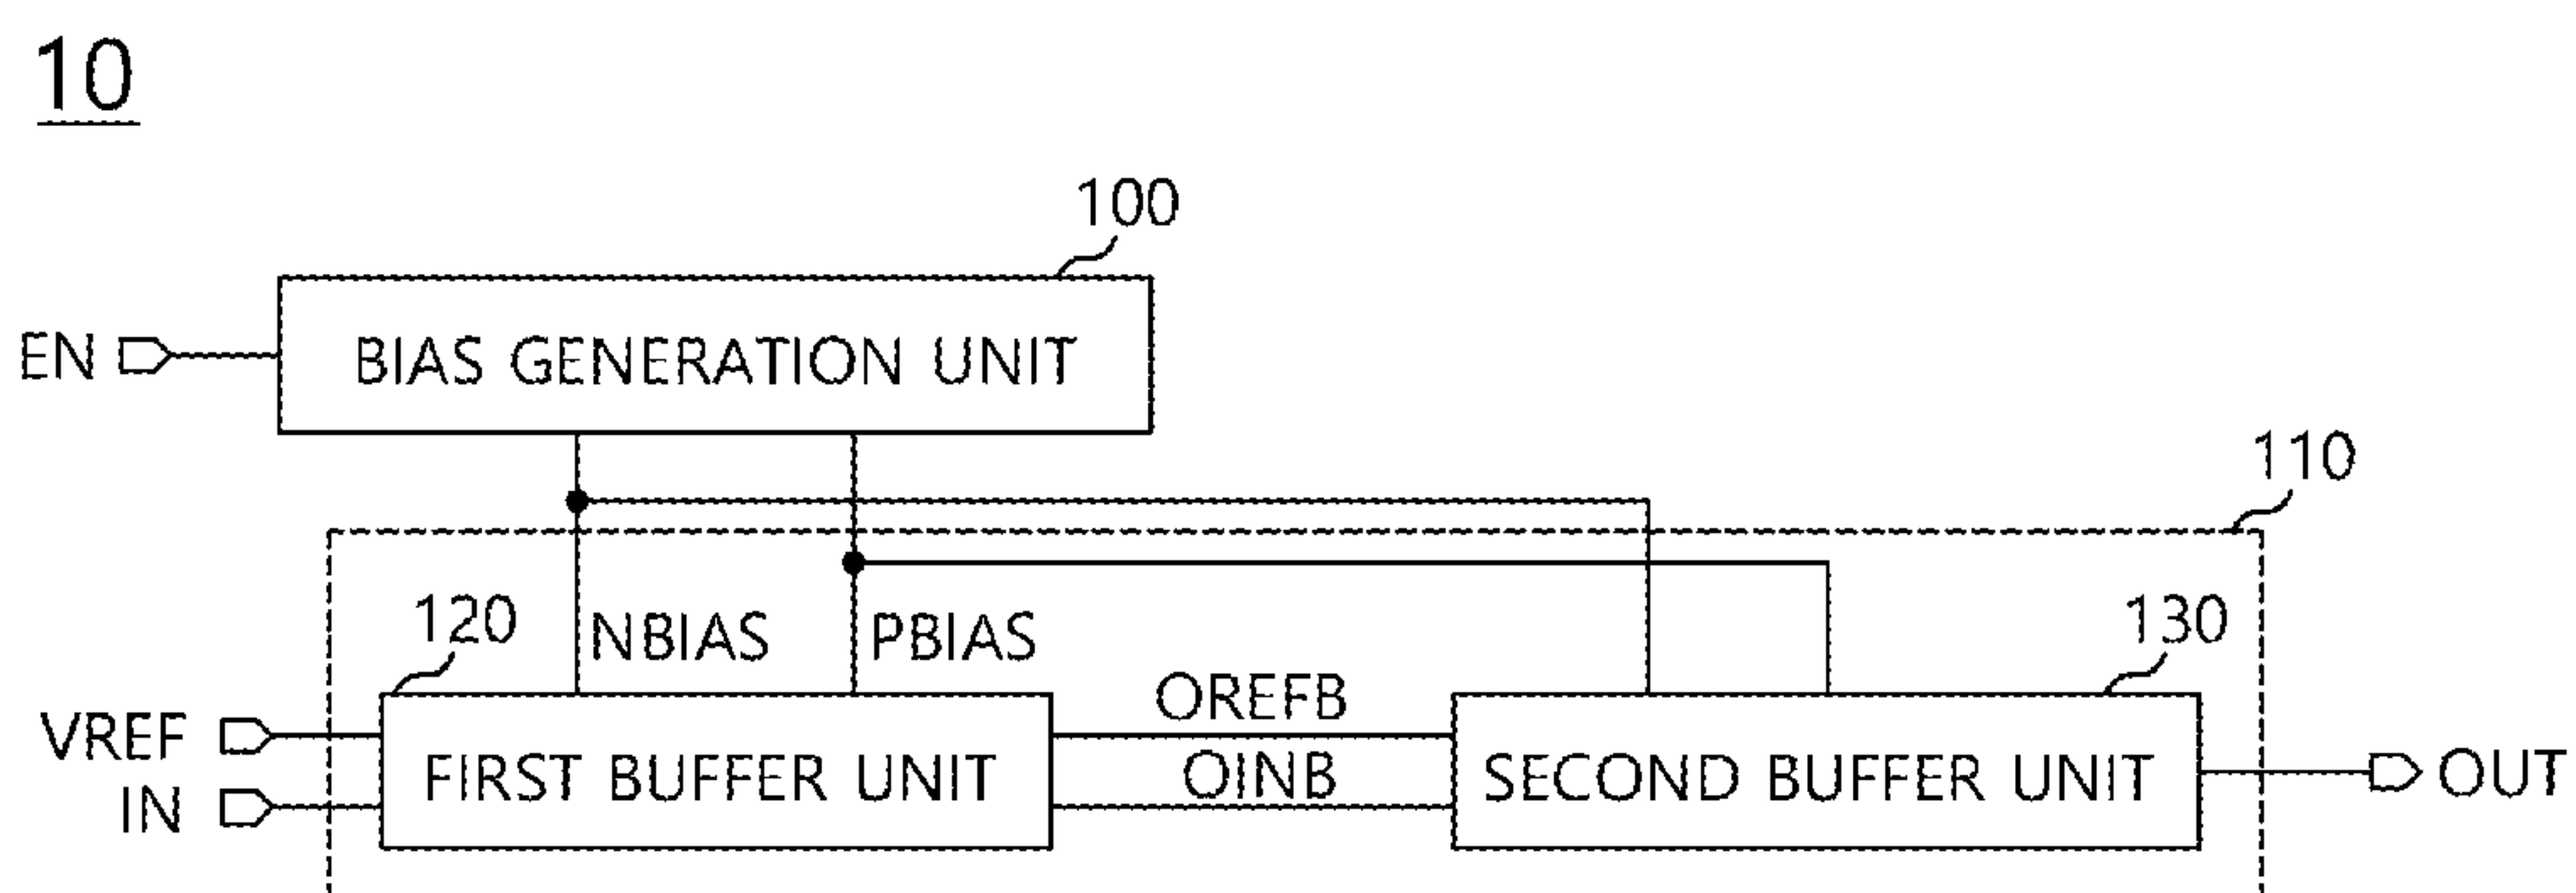 10
100
EN
BIAS GENERATION UNIT
110
120
NBIAS
PBIAS
130
VREF
OREFB
FIRST BUFFER UNIT
OINB
SECOND BUFFER UNIT
OUT
IN